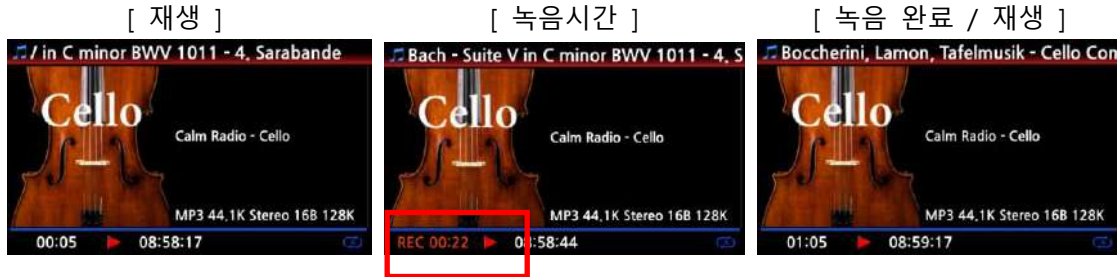 [ 재생 ]
/ in C minor BWV 1011 - 4. Sarabande
Cello
Calm Radio - Cello
MP3 44.1K Stereo 16B 128K
00:05 08:58:17
[ 녹음시간 ]
Bach - Suite V in C minor BWV 1011 - 4. S
Cello
Calm Radio - Cello
MP3 44.1K Stereo 16B 128K
REC 00:22 08:58:44
[ 녹음 완료 / 재생 ]
Boccherini, Lamon, Tafelmusik - Cello Con
Cello
Calm Radio - Cello
MP3 44.1K Stereo 16B 128K
01:05 08:59:17